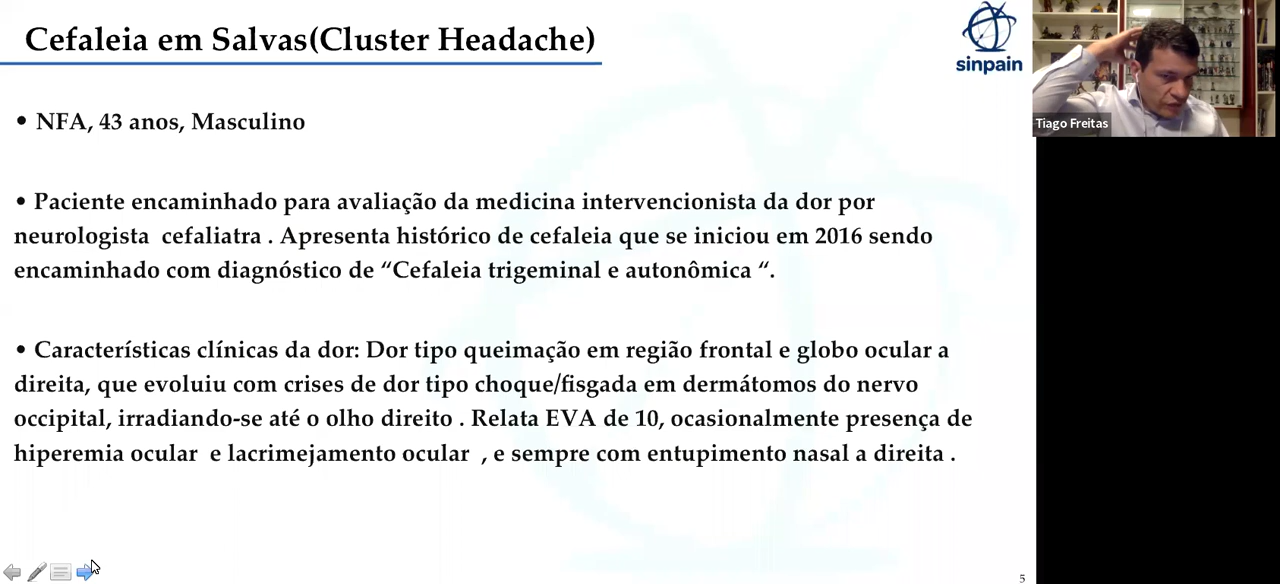 Cefaleia em Salvas(Cluster Headache)
sinpain
Tiago Freitas
• NFA, 43 anos, Masculino
• Paciente encaminhado para avaliação da medicina intervencionista da dor por
neurologista cefaliatra . Apresenta histórico de cefaleia que se iniciou em 2016 sendo
encaminhado com diagnóstico de “Cefaleia trigeminal e autonômica “.
• Características clínicas da dor: Dor tipo queimação em região frontal e globo ocular a
direita, que evoluiu com crises de dor tipo choque/fisgada em dermátomos do nervo
occipital, irradiando-se até o olho direito . Relata EVA de 10, ocasionalmente presença de
hiperemia ocular e lacrimejamento ocular , e sempre com entupimento nasal a direita .
5